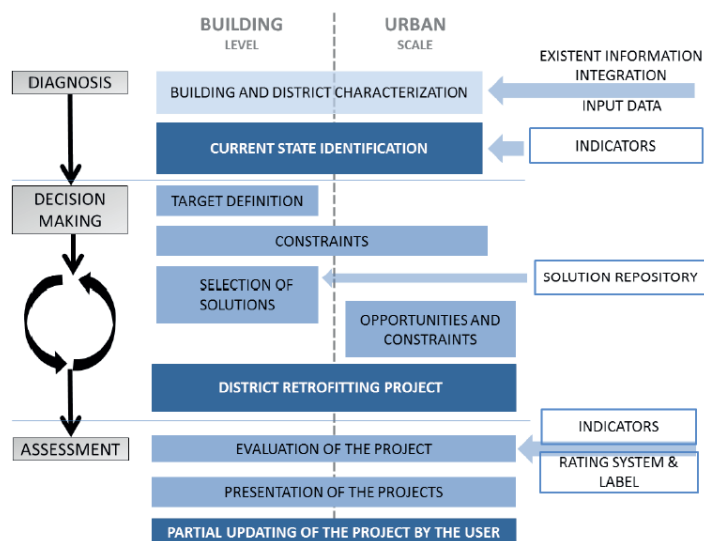 BUILDING
LEVEL
URBAN
SCALE
DIAGNOSIS
BUILDING AND DISTRICT CHARACTERIZATION
EXISTENT INFORMATION
INTEGRATION
INPUT DATA
CURRENT STATE IDENTIFICATION
INDICATORS
DECISION
MAKING
TARGET DEFINITION
CONSTRAINTS
SELECTION OF
SOLUTIONS
SOLUTION REPOSITORY
OPPORTUNITIES AND
CONSTRAINTS
DISTRICT RETROFITTING PROJECT
ASSESSMENT
EVALUATION OF THE PROJECT
INDICATORS
RATING SYSTEM &
LABEL
PRESENTATION OF THE PROJECTS
PARTIAL UPDATING OF THE PROJECT BY THE USER